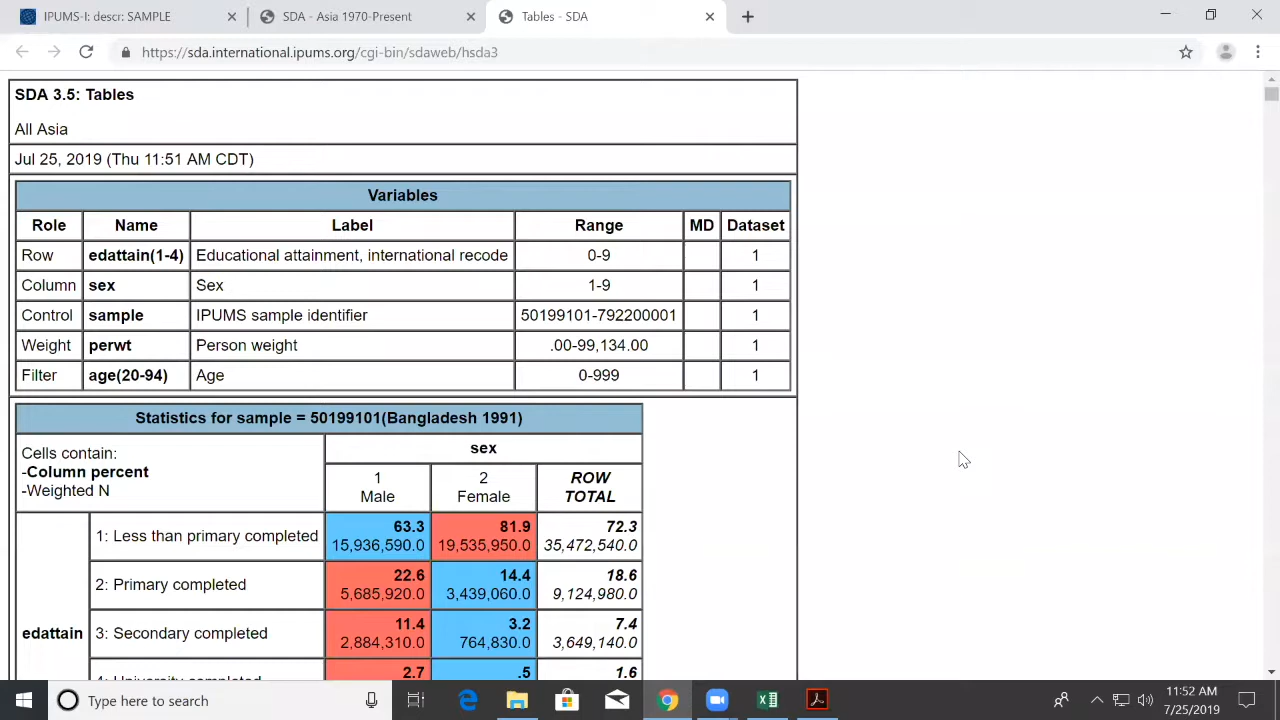 IPUMS-I: descr: SAMPLE
SDA - Asia 1970-Present
Tables - SDA
https://sda.international.ipums.org/cgi-bin/sdaweb/hsda3
SDA 3.5: Tables
All Asia
Jul 25, 2019 (Thu 11:51 AM CDT)
Variables
Role Name Label Range MD Dataset
Row edattain(1-4) Educational attainment, international recode 0-9 1
Column sex Sex 1-9 1
Control sample IPUMS sample identifier 50199101-792200001 1
Weight perwt Person weight .00-99,134.00 1
Filter age(20-94) Age 0-999 1
Statistics for sample = 50199101(Bangladesh 1991)
Cells contain:
-Column percent
-Weighted N
sex
1 Male
2 Female
ROW TOTAL
edattain
1: Less than primary completed 63.3 81.9 72.3
15,936,590.0 19,535,950.0 35,472,540.0
2: Primary completed 22.6 14.4 18.6
5,685,920.0 3,439,060.0 9,124,980.0
3: Secondary completed 11.4 3.2 7.4
2,884,310.0 764,830.0 3,649,140.0
4: University completed 2.7 .5 1.6
Type here to search
11:52 AM
7/25/2019